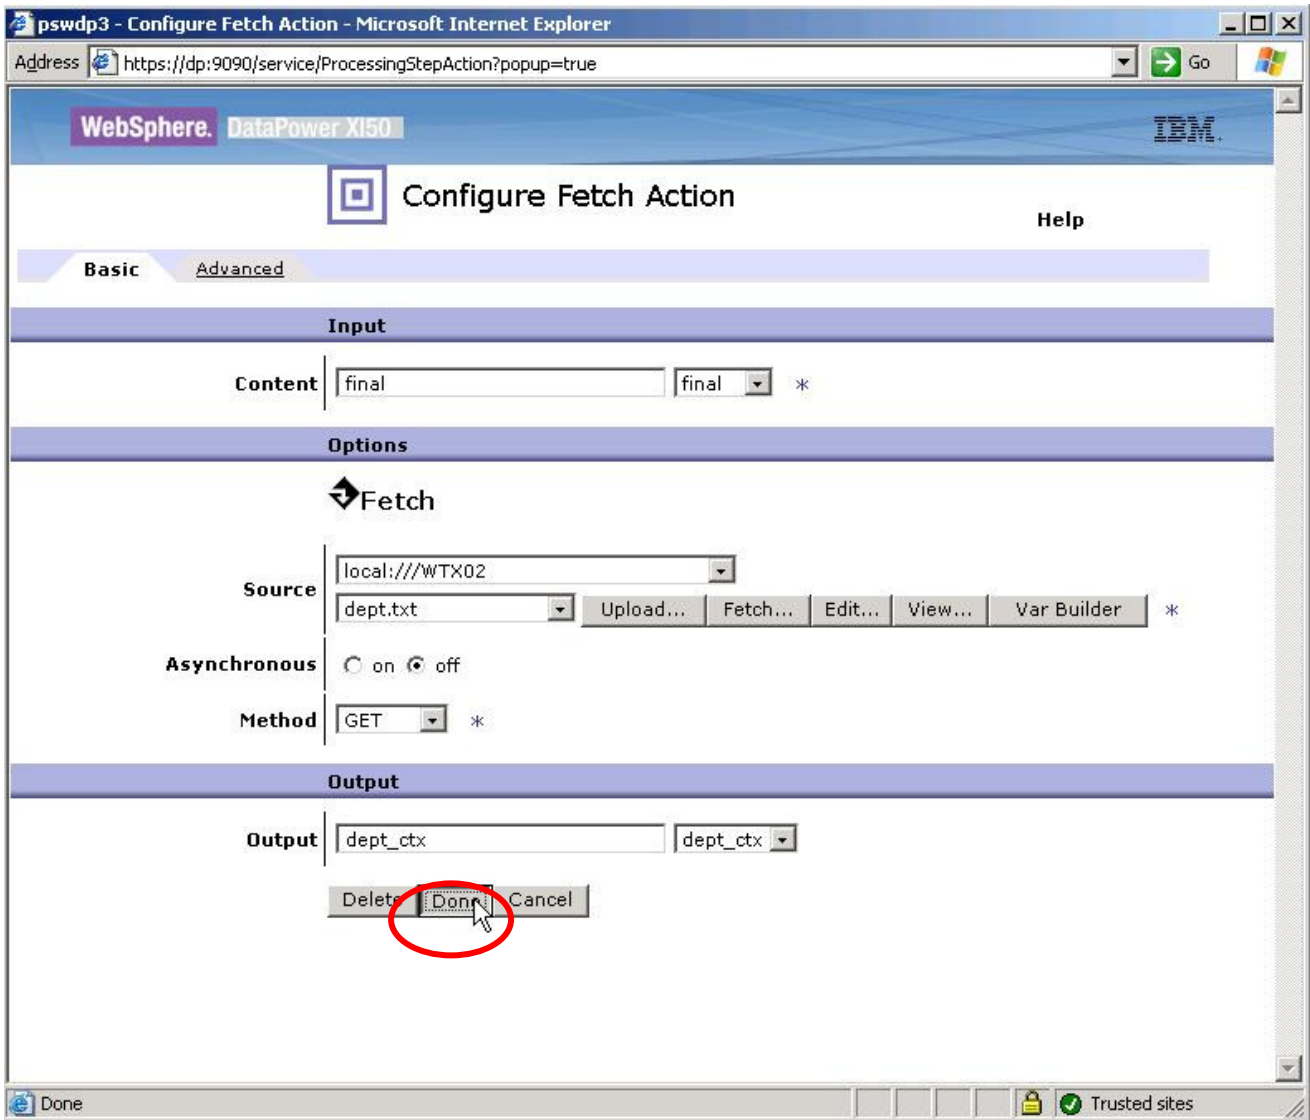 pswdp3 - Configure Fetch Action - Microsoft Internet Explorer
Address https://dp:9090/service/ProcessingStepAction?popup=true Go
WebSphere. DataPower XI50 IBM.
Configure Fetch Action
Help
Basic Advanced
Input
Content final final *
Options
Fetch
Source local:///WTX02
dept.txt Upload... Fetch... Edit... View... Var Builder *
Asynchronous on off
Method GET *
Output
Output dept_ctx dept_ctx
Delete Done Cancel
Done Trusted sites